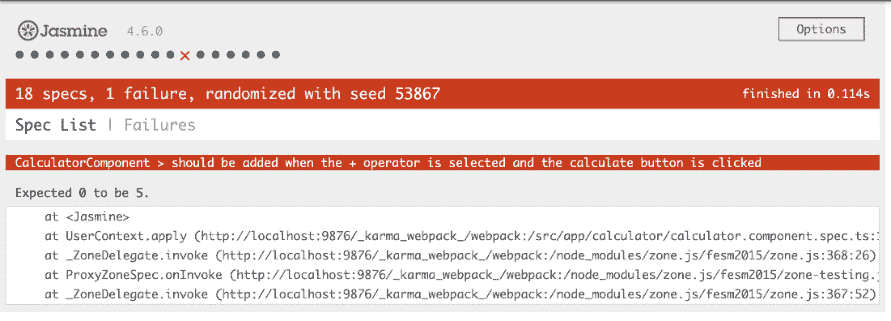 Jasmine 4.6.0
Options
18 specs, 1 failure, randomized with seed 53867
finished in 0.114s
Spec List | Failures
CalculatorComponent > should be added when the + operator is selected and the calculate button is clicked
Expected 0 to be 5.
at <Jasmine>
at UserContext.apply (http://localhost:9876/_karma_webpack_/webpack:/src/app/calculator/calculator.component.spec.ts:
at _ZoneDelegate.invoke (http://localhost:9876/_karma_webpack_/webpack:/node_modules/zone.js/fesm2015/zone.js:368:26)
at ProxyZoneSpec.onInvoke (http://localhost:9876/_karma_webpack_/webpack:/node_modules/zone.js/fesm2015/zone-testing.
at _ZoneDelegate.invoke (http://localhost:9876/_karma_webpack_/webpack:/node_modules/zone.js/fesm2015/zone.js:367:52)